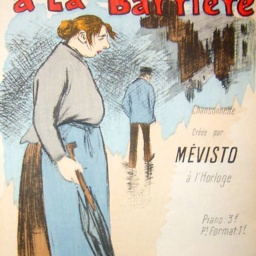 à La Barrière
Chansonnette
Créée par
MÉVISTO
à l'Horloge
Piano: 3f
Pt Format: 1f